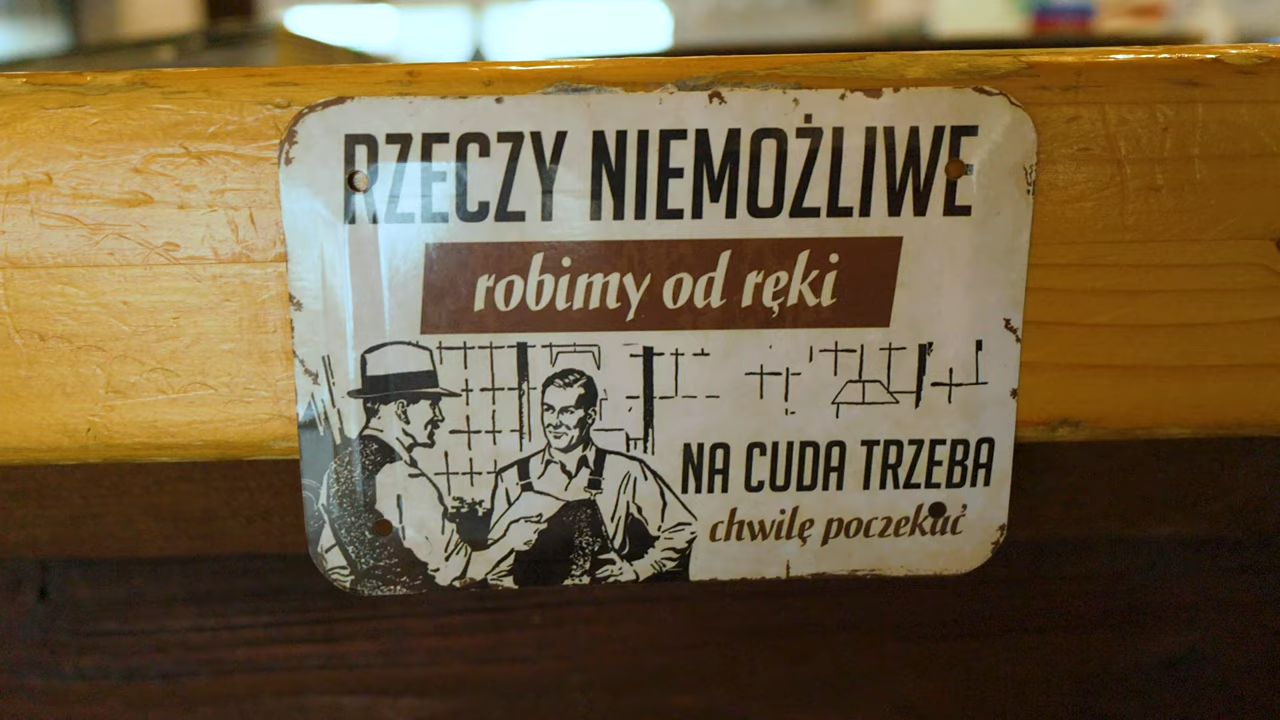 RZECZY NIEMOŻLIWE
robimy od ręki
NA CUDA TRZEBA
chwilę poczekać